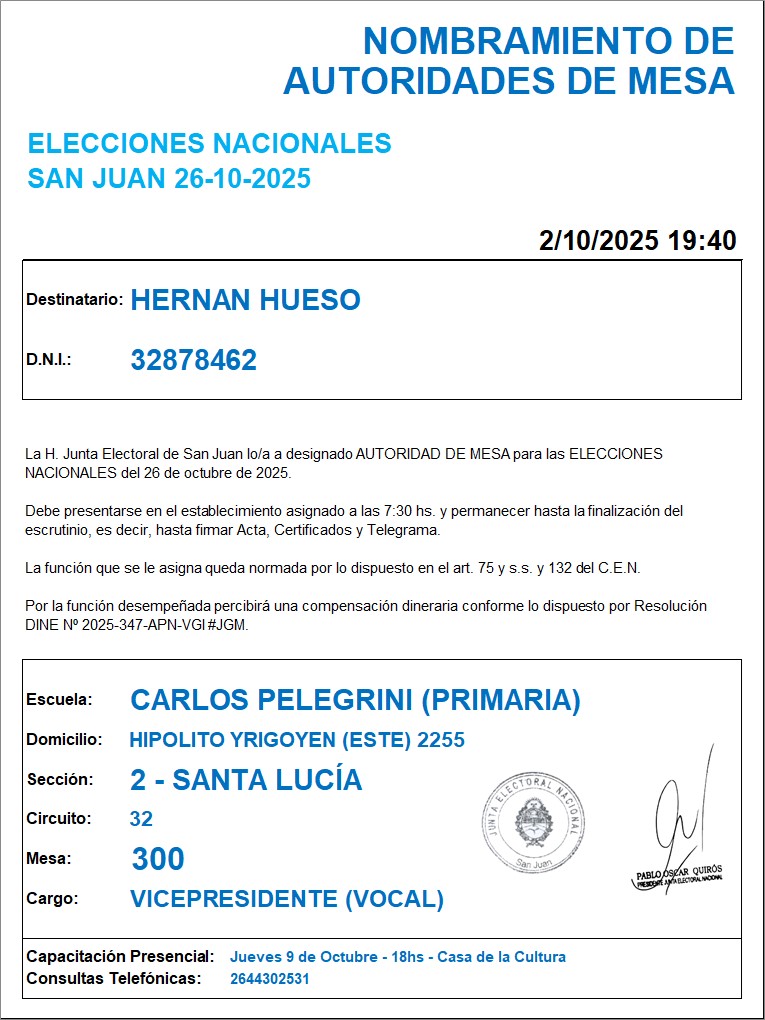 NOMBRAMIENTO DE
AUTORIDADES DE MESA
ELECCIONES NACIONALES
SAN JUAN 26-10-2025
2/10/2025 19:40
Destinatario: HERNAN HUESO
D.N.I.: 32878462
La H. Junta Electoral de San Juan lo/a a designado AUTORIDAD DE MESA para las ELECCIONES
NACIONALES del 26 de octubre de 2025.
Debe presentarse en el establecimiento asignado a las 7:30 hs. y permanecer hasta la finalización del
escrutinio, es decir, hasta firmar Acta, Certificados y Telegrama.
La función que se le asigna queda normada por lo dispuesto en el art. 75 y s.s. y 132 del C.E.N.
Por la función desempeñada percibirá una compensación dineraria conforme lo dispuesto por Resolución
DINE Nº 2025-347-APN-VGI#JGM.
Escuela: CARLOS PELEGRINI (PRIMARIA)
Domicilio: HIPOLITO YRIGOYEN (ESTE) 2255
Sección: 2 - SANTA LUCÍA
Circuito: 32
Mesa: 300
Cargo: VICEPRESIDENTE (VOCAL)
JUNTA ELECTORAL NACIONAL
San Juan
PABLO OSCAR QUIRÓS
PRESIDENTE JUNTA ELECTORAL NACIONAL
Capacitación Presencial: Jueves 9 de Octubre - 18hs - Casa de la Cultura
Consultas Telefónicas: 2644302531